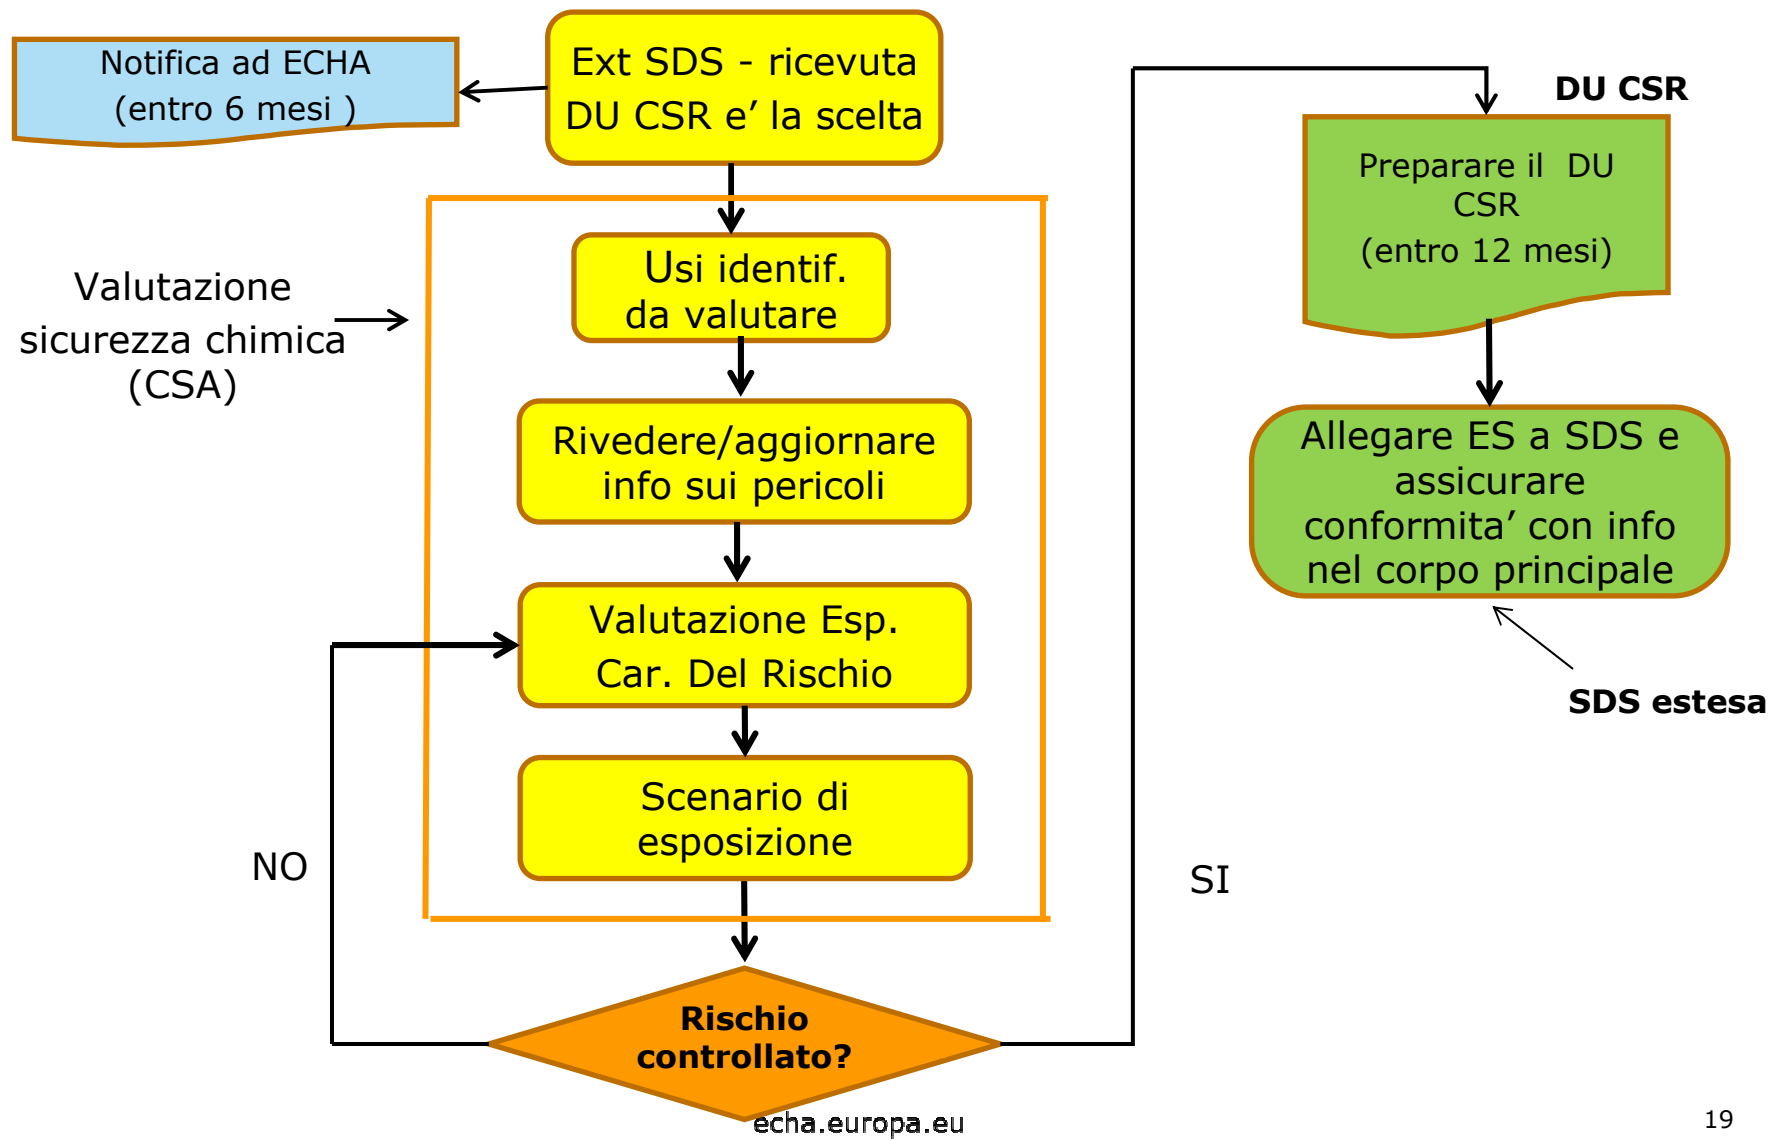 Notifica ad ECHA
(entro 6 mesi )
Ext SDS - ricevuta
DU CSR e’ la scelta
Valutazione
sicurezza chimica
(CSA)
Usi identif.
da valutare
Rivedere/aggiornare
info sui pericoli
Valutazione Esp.
Car. Del Rischio
Scenario di
esposizione
NO
Rischio
controllato?
SI
DU CSR
Preparare il  DU
CSR
(entro 12 mesi)
Allegare ES a SDS e
assicurare
conformita’ con info
nel corpo principale
SDS estesa
echa.europa.eu
19